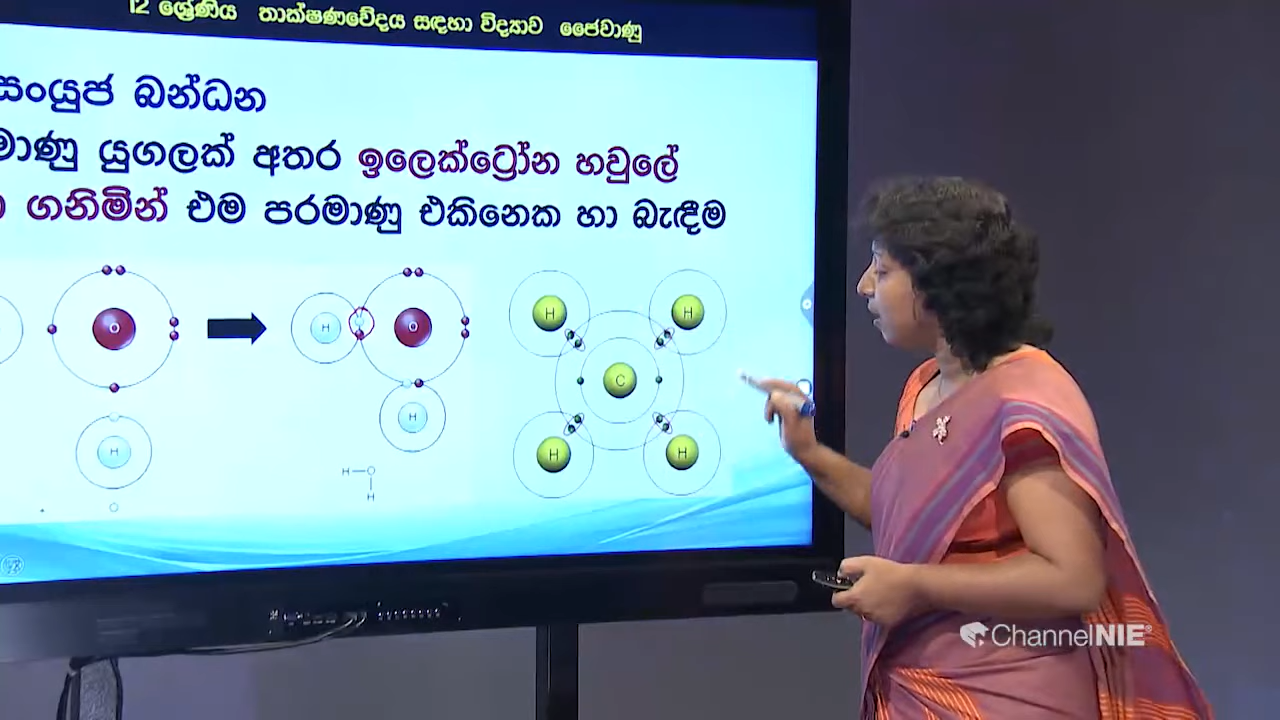 12 ශ්‍රේණිය තාක්ෂණවේදය සඳහා විද්‍යාව ජෛවාණු
සංයුජ බන්ධන
මාණු යුගලක් අතර ඉලෙක්ට්‍රෝන හවුලේ
ගනිමින් එම පරමාණු එකිනෙක හා බැඳීම
O H O H H
C
H H H H
H—O
H
ChannelNIE